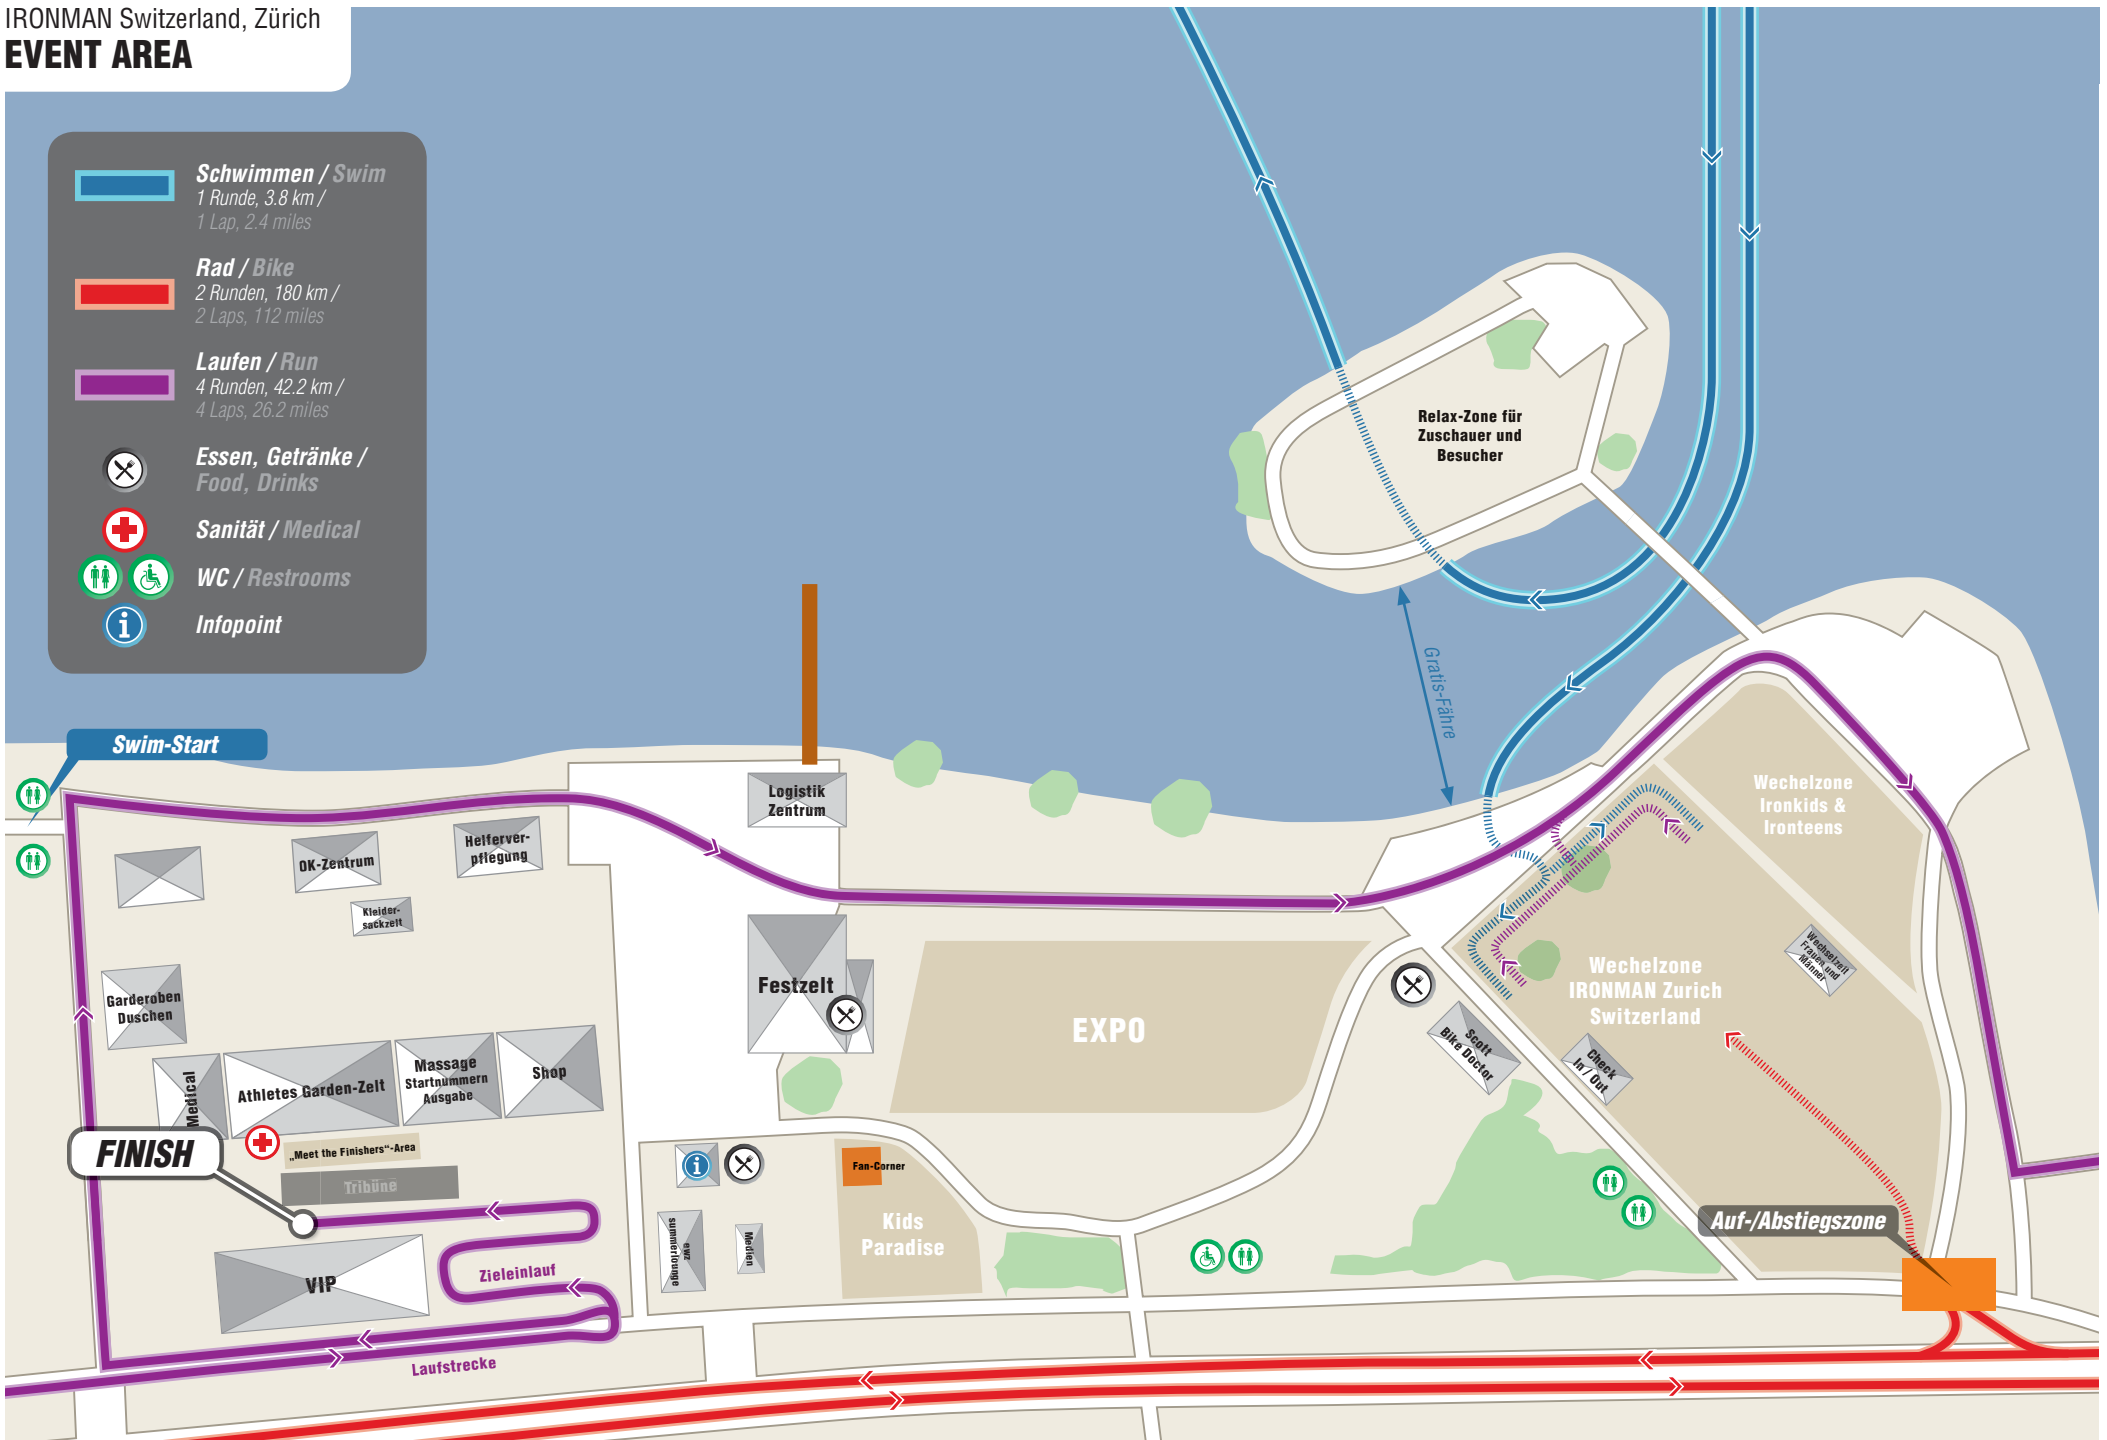 IRONMAN Switzerland, Zürich
EVENT AREA
Schwimmen / Swim
1 Runde, 3.8 km /
1 Lap, 2.4 miles
Rad / Bike
2 Runden, 180 km /
2 Laps, 112 miles
Laufen / Run
4 Runden, 42.2 km /
4 Laps, 26.2 miles
Essen, Getränke /
Food, Drinks
Sanität / Medical
WC / Restrooms
Infopoint
Relax-Zone für
Zuschauer und
Besucher
Gratis-Fähre
Swim-Start
Logistik
Zentrum
Wechelzone
Ironkids &
Ironteens
OK-Zentrum
Helferver-
pflegung
Kleider-
sackzelt
Garderoben
Duschen
Festzelt
EXPO
Wechselzelt
Frauen und
Männer
Wechelzone
IRONMAN Zurich
Switzerland
Scott
Bike Doctor
Check
In / Out
Medical
Athletes Garden-Zelt
Massage
Startnummern
Ausgabe
Shop
FINISH
„Meet the Finishers“-Area
Tribüne
Fan-Corner
Kids
Paradise
ewz
summerlounge
Medien
Auf-/Abstiegszone
VIP
Zieleinlauf
Laufstrecke